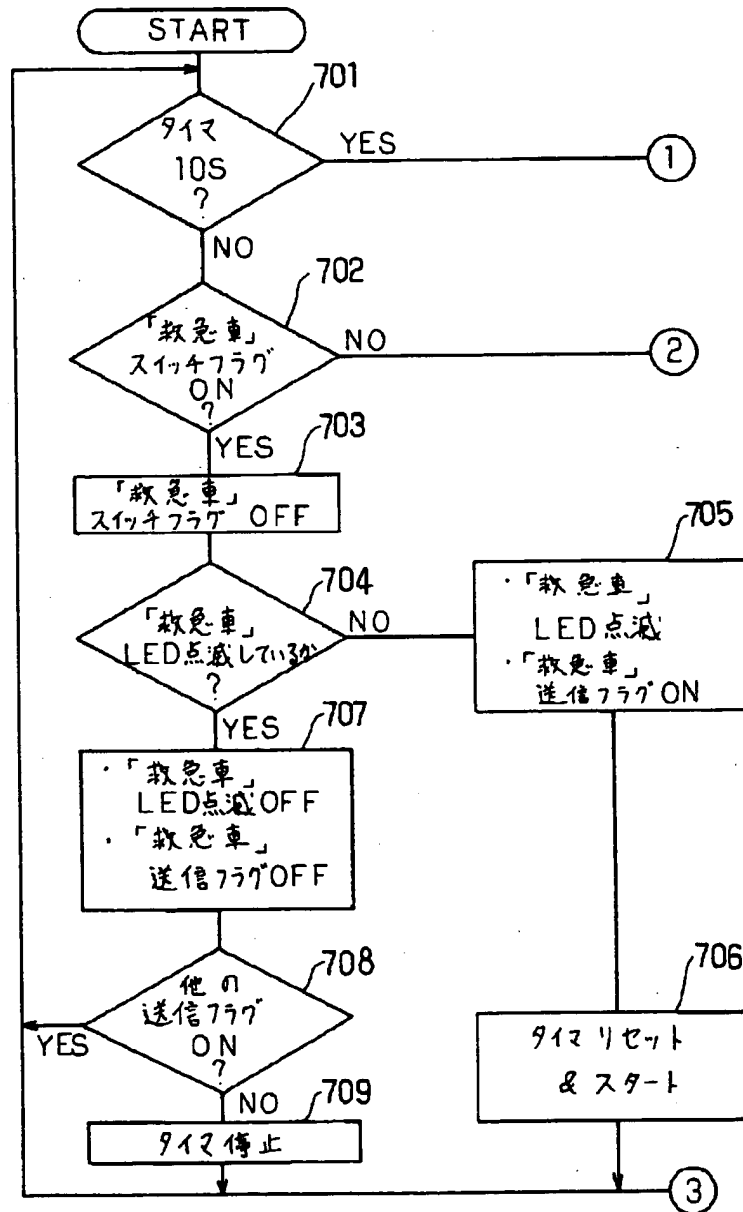 START
701
タイマ
10S
?
YES
1
NO
702
「救急車」
スイッチフラグ
ON
?
NO
2
YES
703
「救急車」
スイッチフラグ OFF
704
「救急車」
LED点滅しているか
?
NO
705
・「救急車」
LED点滅
・「救急車」
送信フラグON
YES
707
・「救急車」
LED点滅OFF
・「救急車」
送信フラグOFF
708
他の
送信フラグ
ON
?
YES
NO
706
タイマ リセット
& スタート
709
タイマ停止
3